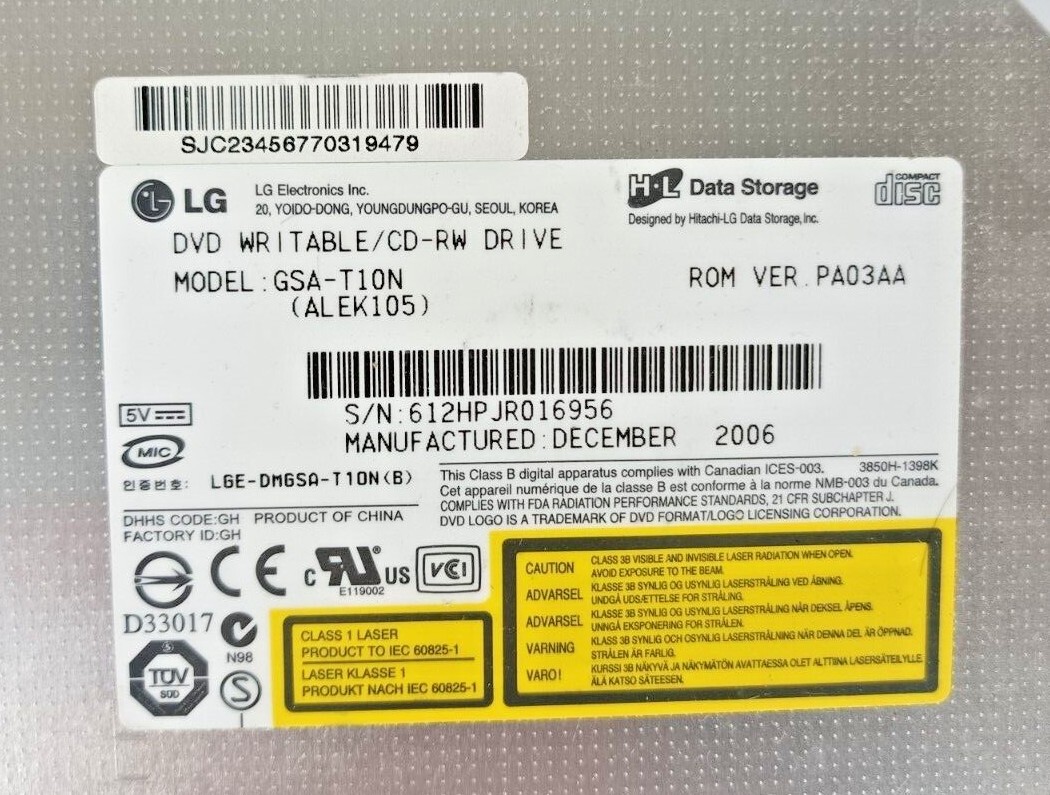 SJC23456770319479
LG LG Electronics Inc.
20, YOIDO-DONG, YOUNGDUNGPO-GU, SEOUL, KOREA
H·L Data Storage
Designed by Hitachi-LG Data Storage, Inc.
COMPACT
disc
DVD WRITABLE/CD-RW DRIVE
MODEL:GSA-T10N
(ALEK105)
ROM VER.PA03AA
S/N:612HPJR016956
MANUFACTURED:DECEMBER 2006
5V
MIC
인증번호: LGE-DMGSA-T10N(B)
This Class B digital apparatus complies with Canadian ICES-003. 3850H-1398K
Cet appareil numérique de la classe B est conforme à la norme NMB-003 du Canada.
COMPLIES WITH FDA RADIATION PERFORMANCE STANDARDS, 21 CFR SUBCHAPTER J.
DVD LOGO IS A TRADEMARK OF DVD FORMAT/LOGO LICENSING CORPORATION.
DHHS CODE:GH PRODUCT OF CHINA
FACTORY ID:GH
CE
c RU® US
E119002
VCI
D33017
N98
TÜV
SÜD
S
CLASS 1 LASER
PRODUCT TO IEC 60825-1
LASER KLASSE 1
PRODUKT NACH IEC 60825-1
CAUTION CLASS 3B VISIBLE AND INVISIBLE LASER RADIATION WHEN OPEN.
AVOID EXPOSURE TO THE BEAM.
ADVARSEL KLASSE 3B SYNLIG OG USYNLIG LASERSTRÅLING VED ÅBNING.
UNDGÅ UDSÆTTELSE FOR STRÅLING.
ADVARSEL KLASSE 3B SYNLIG OG USYNLIG LASERSTRÅLING NÅR DEKSEL ÅPENS.
UNNGÅ EKSPONERING FOR STRÅLEN.
VARNING KLASS 3B SYNLIG OCH OSYNLIG LASERSTRÅLNING NÄR DENNA DEL ÄR ÖPPNAD.
STRÅLEN ÄR FARLIG.
VARO! KURSSI 3B NÄKYVÄ JA NÄKYMÄTÖN AVATTAESSA OLET ALTTIINA LASERSÄTEILYLLE.
ÄLÄ KATSO SÄTEESEEN.